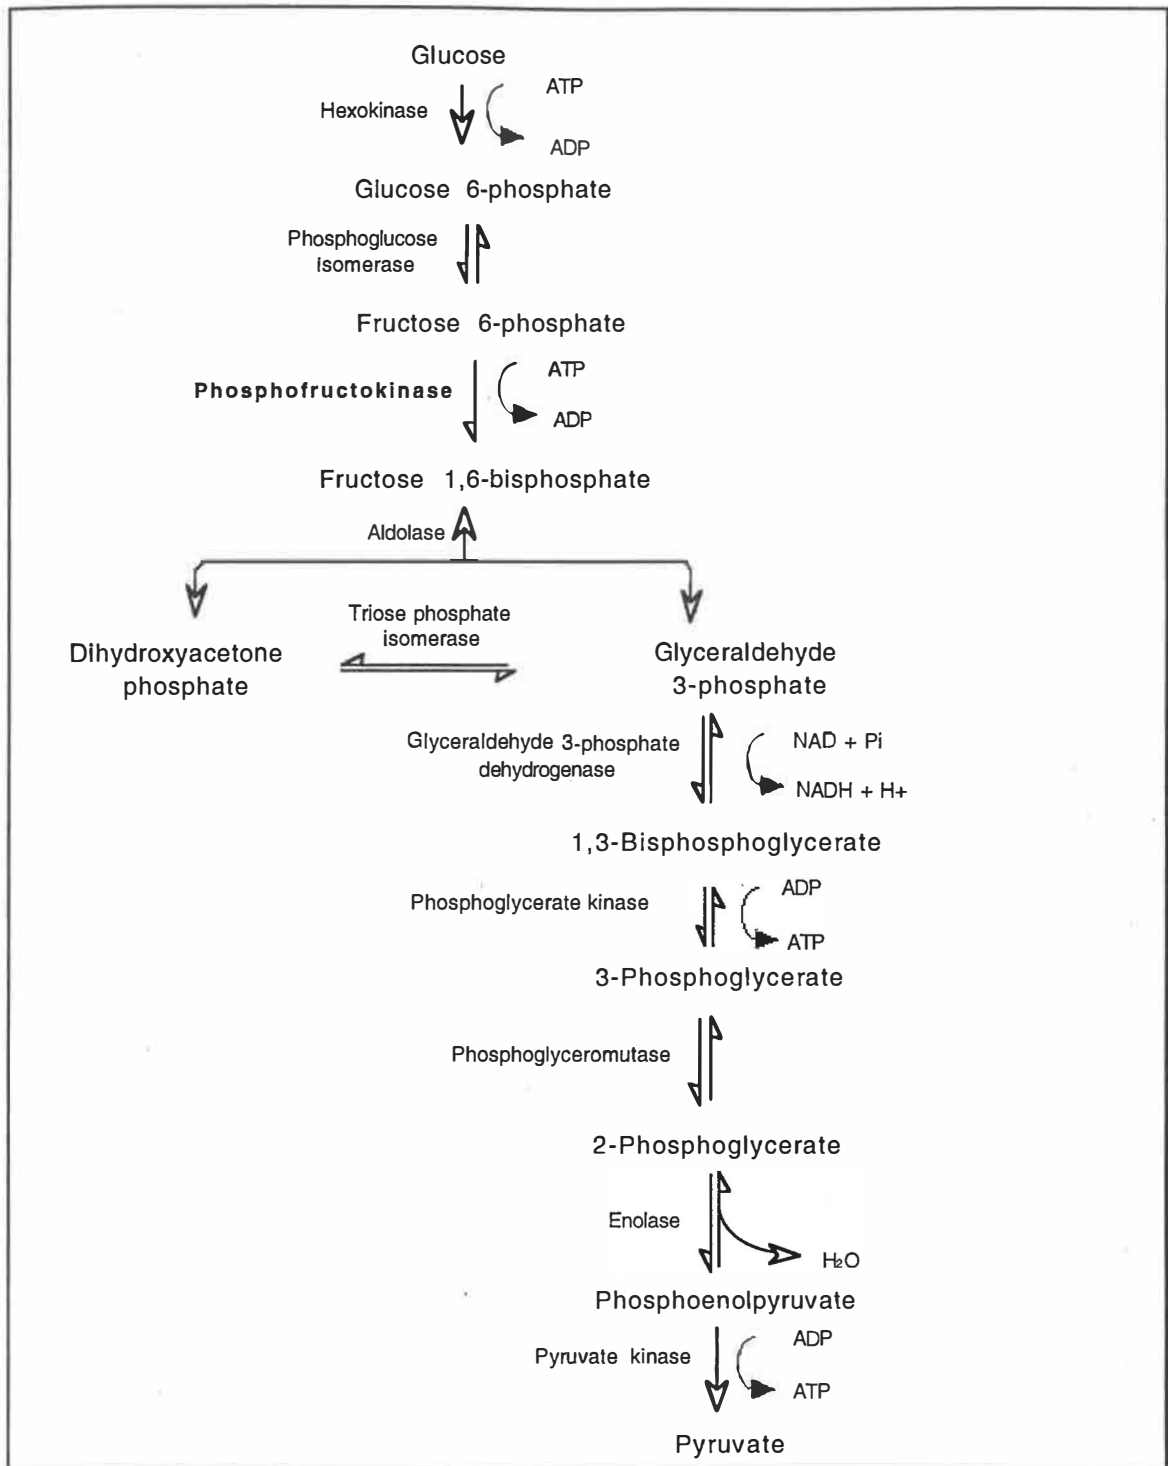 Glucose
ATP
Hexokinase
ADP
Glucose 6-phosphate
Phosphoglucose
isomerase
Fructose 6-phosphate
ATP
Phosphofructokinase
ADP
Fructose 1,6-bisphosphate
Aldolase
Triose phosphate
isomerase
Dihydroxyacetone
phosphate
Glyceraldehyde
3-phosphate
Glyceraldehyde 3-phosphate
dehydrogenase
NAD + Pi
NADH + H+
1,3-Bisphosphoglycerate
ADP
Phosphoglycerate kinase
ATP
3-Phosphoglycerate
Phosphoglyceromutase
2-Phosphoglycerate
Enolase
H₂O
Phosphoenolpyruvate
ADP
Pyruvate kinase
ATP
Pyruvate